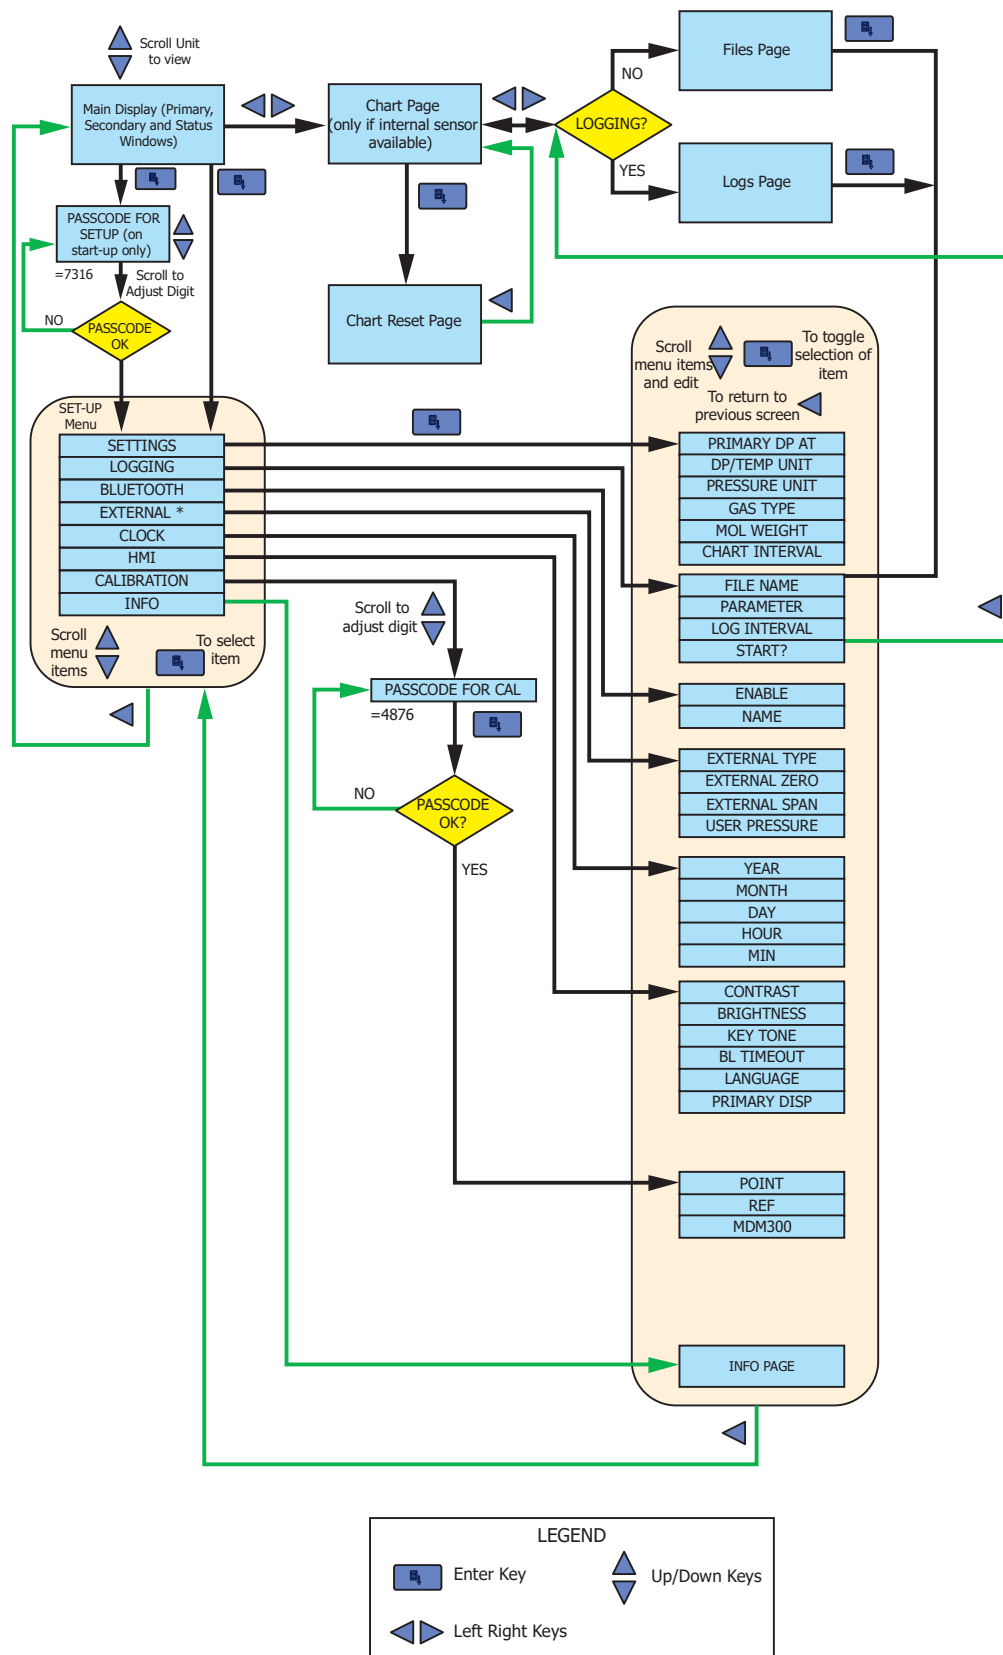 Scroll Unit
to view
Main Display (Primary,
Secondary and Status
Windows)
Chart Page
(only if internal sensor
available)
LOGGING?
NO
YES
Files Page
Logs Page
PASSCODE FOR
SETUP (on
start-up only)
=7316
Scroll to
Adjust Digit
NO
PASSCODE
OK
Chart Reset Page
SET-UP
Menu
SETTINGS
LOGGING
BLUETOOTH
EXTERNAL *
CLOCK
HMI
CALIBRATION
INFO
Scroll
menu
items
To select
item
Scroll to
adjust digit
PASSCODE FOR CAL
=4876
NO
PASSCODE
OK?
YES
Scroll
menu items
and edit
To toggle
selection of
item
To return to
previous screen
PRIMARY DP AT
DP/TEMP UNIT
PRESSURE UNIT
GAS TYPE
MOL WEIGHT
CHART INTERVAL
FILE NAME
PARAMETER
LOG INTERVAL
START?
ENABLE
NAME
EXTERNAL TYPE
EXTERNAL ZERO
EXTERNAL SPAN
USER PRESSURE
YEAR
MONTH
DAY
HOUR
MIN
CONTRAST
BRIGHTNESS
KEY TONE
BL TIMEOUT
LANGUAGE
PRIMARY DISP
POINT
REF
MDM300
INFO PAGE
LEGEND
Enter Key
Up/Down Keys
Left Right Keys